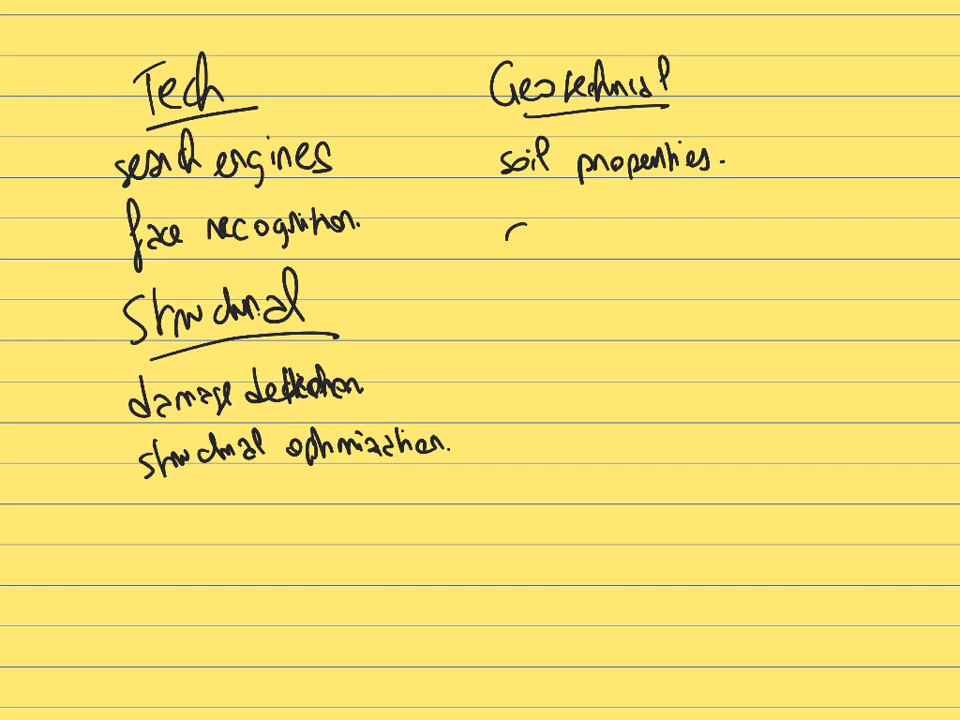 Tech
search engines
face recognition.
Structural
damage detection
structural optimization.
Geotechnical
soil properties.